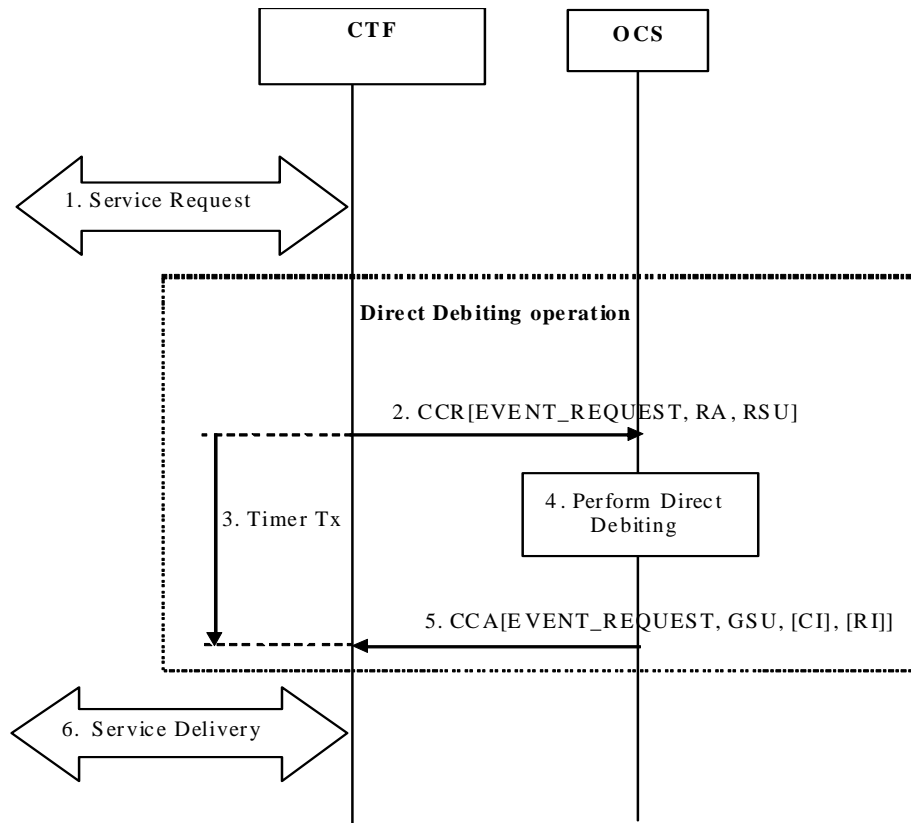 CTF
OCS
1. Service Request
Direct Debiting operation
2. CCR[EVENT_REQUEST, RA, RSU]
3. Timer Tx
4. Perform Direct
Debiting
5. CCA[EVENT_REQUEST, GSU, [CI], [RI]]
6. Service Delivery